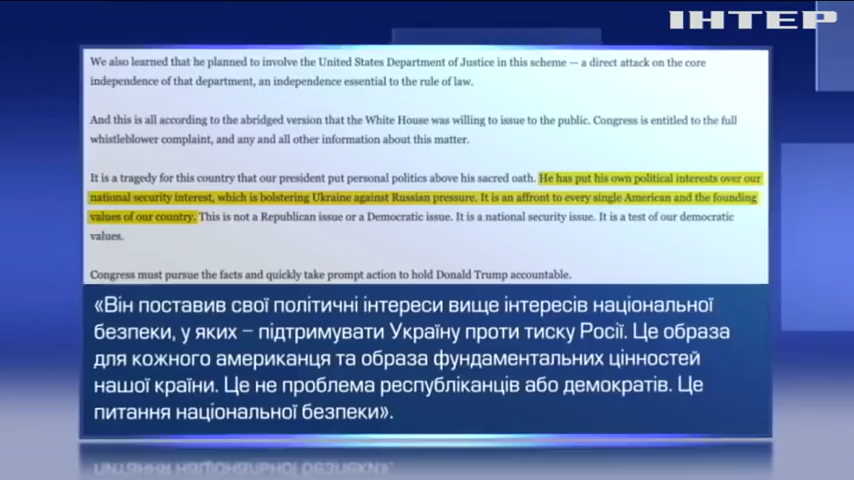 ІНТЕР
We also learned that he planned to involve the United States Department of Justice in this scheme — a direct attack on the core
independence of that department, an independence essential to the rule of law.
And this is all according to the abridged version that the White House was willing to issue to the public. Congress is entitled to the full
whistleblower complaint, and any and all other information about this matter.
It is a tragedy for this country that our president put personal politics above his sacred oath. He has put his own political interests over our
national security interest, which is bolstering Ukraine against Russian pressure. It is an affront to every single American and the founding
values of our country. This is not a Republican issue or a Democratic issue. It is a national security issue. It is a test of our democratic
values.
Congress must pursue the facts and quickly take prompt action to hold Donald Trump accountable.
«Він поставив свої політичні інтереси вище інтересів національної
безпеки, у яких – підтримувати Україну проти тиску Росії. Це образа
для кожного американця та образа фундаментальних цінностей
нашої країни. Це не проблема республіканців або демократів. Це
питання національної безпеки».